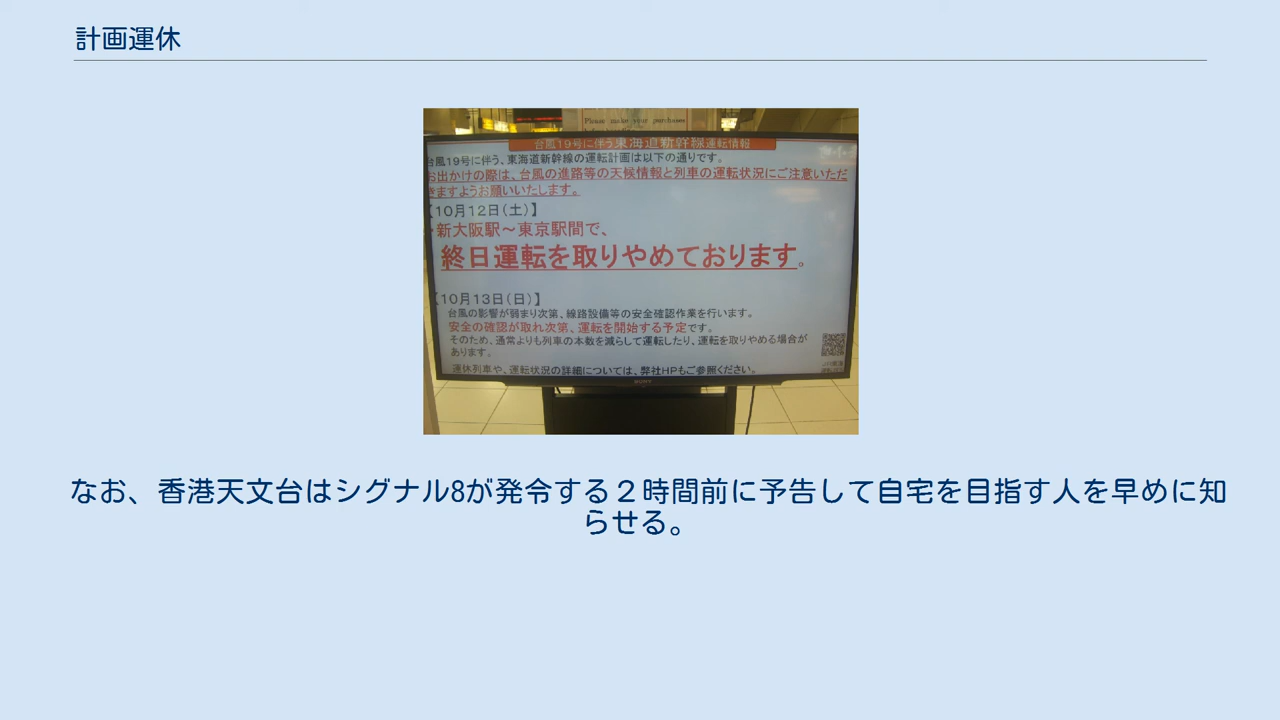 計画運休
Please make your purchases
台風19号に伴う東海道新幹線運転情報
台風19号に伴う、東海道新幹線の運転計画は以下の通りです。
お出かけの際は、台風の進路等の天候情報と列車の運転状況にご注意いただ
きますようお願いいたします。
【10月12日(土)】
・新大阪駅～東京駅間で、
終日運転を取りやめております。
【10月13日(日)】
台風の影響が弱まり次第、線路設備等の安全確認作業を行います。
安全の確認が取れ次第、運転を開始する予定です。
そのため、通常よりも列車の本数を減らして運転したり、運転を取りやめる場合が
あります。
運休列車や、運転状況の詳細については、弊社HPもご参照ください。
SONY
なお、香港天文台はシグナル8が発令する２時間前に予告して自宅を目指す人を早めに知
らせる。